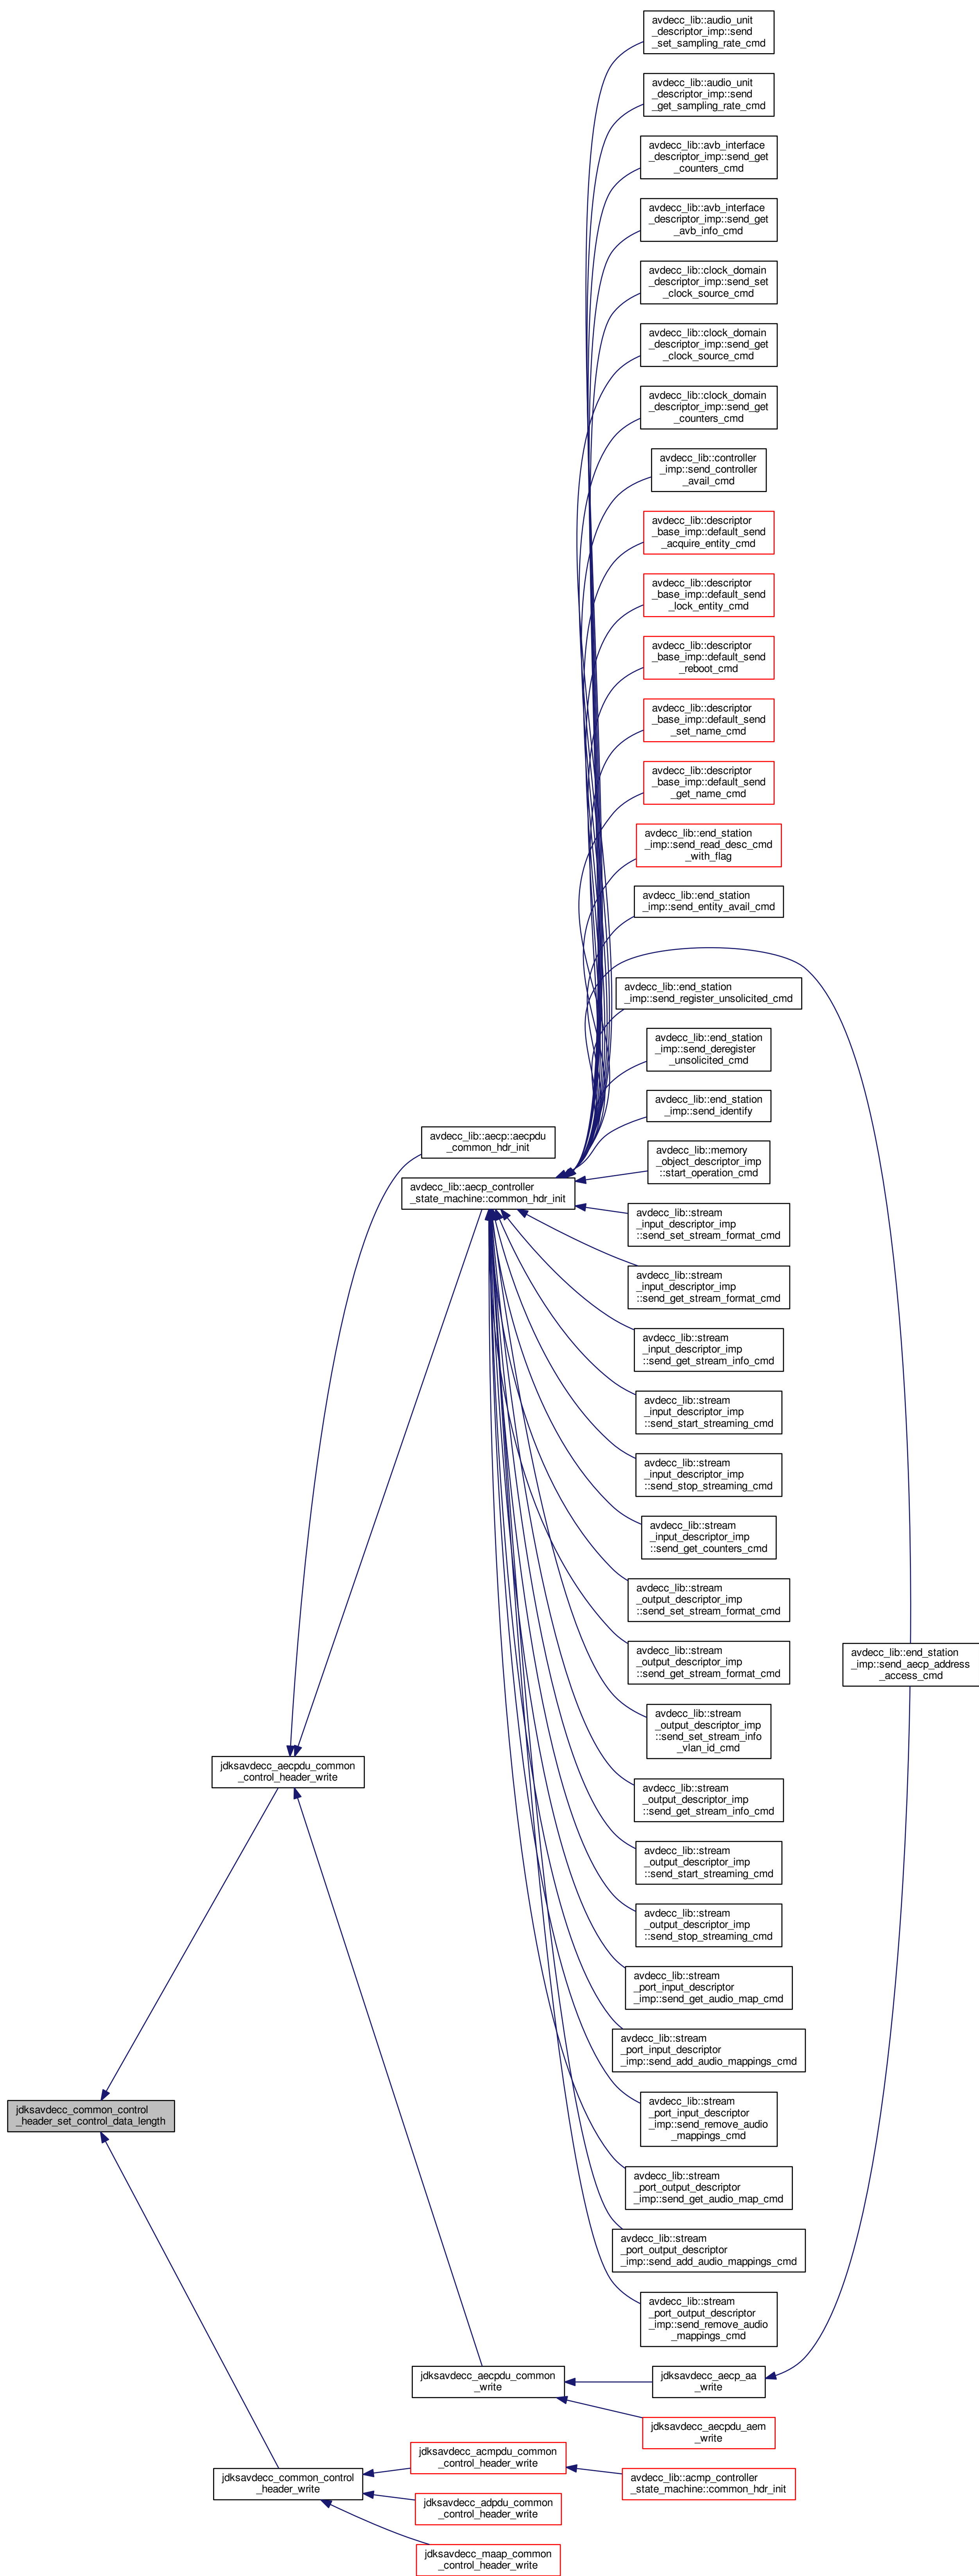 avdecc_lib::audio_unit
_descriptor_imp::send
_set_sampling_rate_cmd
avdecc_lib::audio_unit
_descriptor_imp::send
_get_sampling_rate_cmd
avdecc_lib::avb_interface
_descriptor_imp::send_get
_counters_cmd
avdecc_lib::avb_interface
_descriptor_imp::send_get
_avb_info_cmd
avdecc_lib::clock_domain
_descriptor_imp::send_set
_clock_source_cmd
avdecc_lib::clock_domain
_descriptor_imp::send_get
_clock_source_cmd
avdecc_lib::clock_domain
_descriptor_imp::send_get
_counters_cmd
avdecc_lib::controller
_imp::send_controller
_avail_cmd
avdecc_lib::descriptor
_base_imp::default_send
_acquire_entity_cmd
avdecc_lib::descriptor
_base_imp::default_send
_lock_entity_cmd
avdecc_lib::descriptor
_base_imp::default_send
_reboot_cmd
avdecc_lib::descriptor
_base_imp::default_send
_set_name_cmd
avdecc_lib::descriptor
_base_imp::default_send
_get_name_cmd
avdecc_lib::end_station
_imp::send_read_desc_cmd
_with_flag
avdecc_lib::end_station
_imp::send_entity_avail_cmd
avdecc_lib::end_station
_imp::send_register_unsolicited_cmd
avdecc_lib::end_station
_imp::send_deregister
_unsolicited_cmd
avdecc_lib::end_station
_imp::send_identify
avdecc_lib::aecp::aecpdu
_common_hdr_init
avdecc_lib::memory
_object_descriptor_imp
::start_operation_cmd
avdecc_lib::aecp_controller
_state_machine::common_hdr_init
avdecc_lib::stream
_input_descriptor_imp
::send_set_stream_format_cmd
avdecc_lib::stream
_input_descriptor_imp
::send_get_stream_format_cmd
avdecc_lib::stream
_input_descriptor_imp
::send_get_stream_info_cmd
avdecc_lib::stream
_input_descriptor_imp
::send_start_streaming_cmd
avdecc_lib::stream
_input_descriptor_imp
::send_stop_streaming_cmd
avdecc_lib::stream
_input_descriptor_imp
::send_get_counters_cmd
avdecc_lib::stream
_output_descriptor_imp
::send_set_stream_format_cmd
avdecc_lib::stream
_output_descriptor_imp
::send_get_stream_format_cmd
avdecc_lib::end_station
_imp::send_aecp_address
_access_cmd
avdecc_lib::stream
_output_descriptor_imp
::send_set_stream_info
_vlan_id_cmd
jdksavdecc_aecpdu_common
_control_header_write
avdecc_lib::stream
_output_descriptor_imp
::send_get_stream_info_cmd
avdecc_lib::stream
_output_descriptor_imp
::send_start_streaming_cmd
avdecc_lib::stream
_output_descriptor_imp
::send_stop_streaming_cmd
avdecc_lib::stream
_port_input_descriptor
_imp::send_get_audio_map_cmd
avdecc_lib::stream
_port_input_descriptor
_imp::send_add_audio_mappings_cmd
jdksavdecc_common_control
_header_set_control_data_length
avdecc_lib::stream
_port_input_descriptor
_imp::send_remove_audio
_mappings_cmd
avdecc_lib::stream
_port_output_descriptor
_imp::send_get_audio_map_cmd
avdecc_lib::stream
_port_output_descriptor
_imp::send_add_audio_mappings_cmd
avdecc_lib::stream
_port_output_descriptor
_imp::send_remove_audio
_mappings_cmd
jdksavdecc_aecpdu_common
_write
jdksavdecc_aecp_aa
_write
jdksavdecc_aecpdu_aem
_write
jdksavdecc_common_control
_header_write
jdksavdecc_acmpdu_common
_control_header_write
avdecc_lib::acmp_controller
_state_machine::common_hdr_init
jdksavdecc_adpdu_common
_control_header_write
jdksavdecc_maap_common
_control_header_write